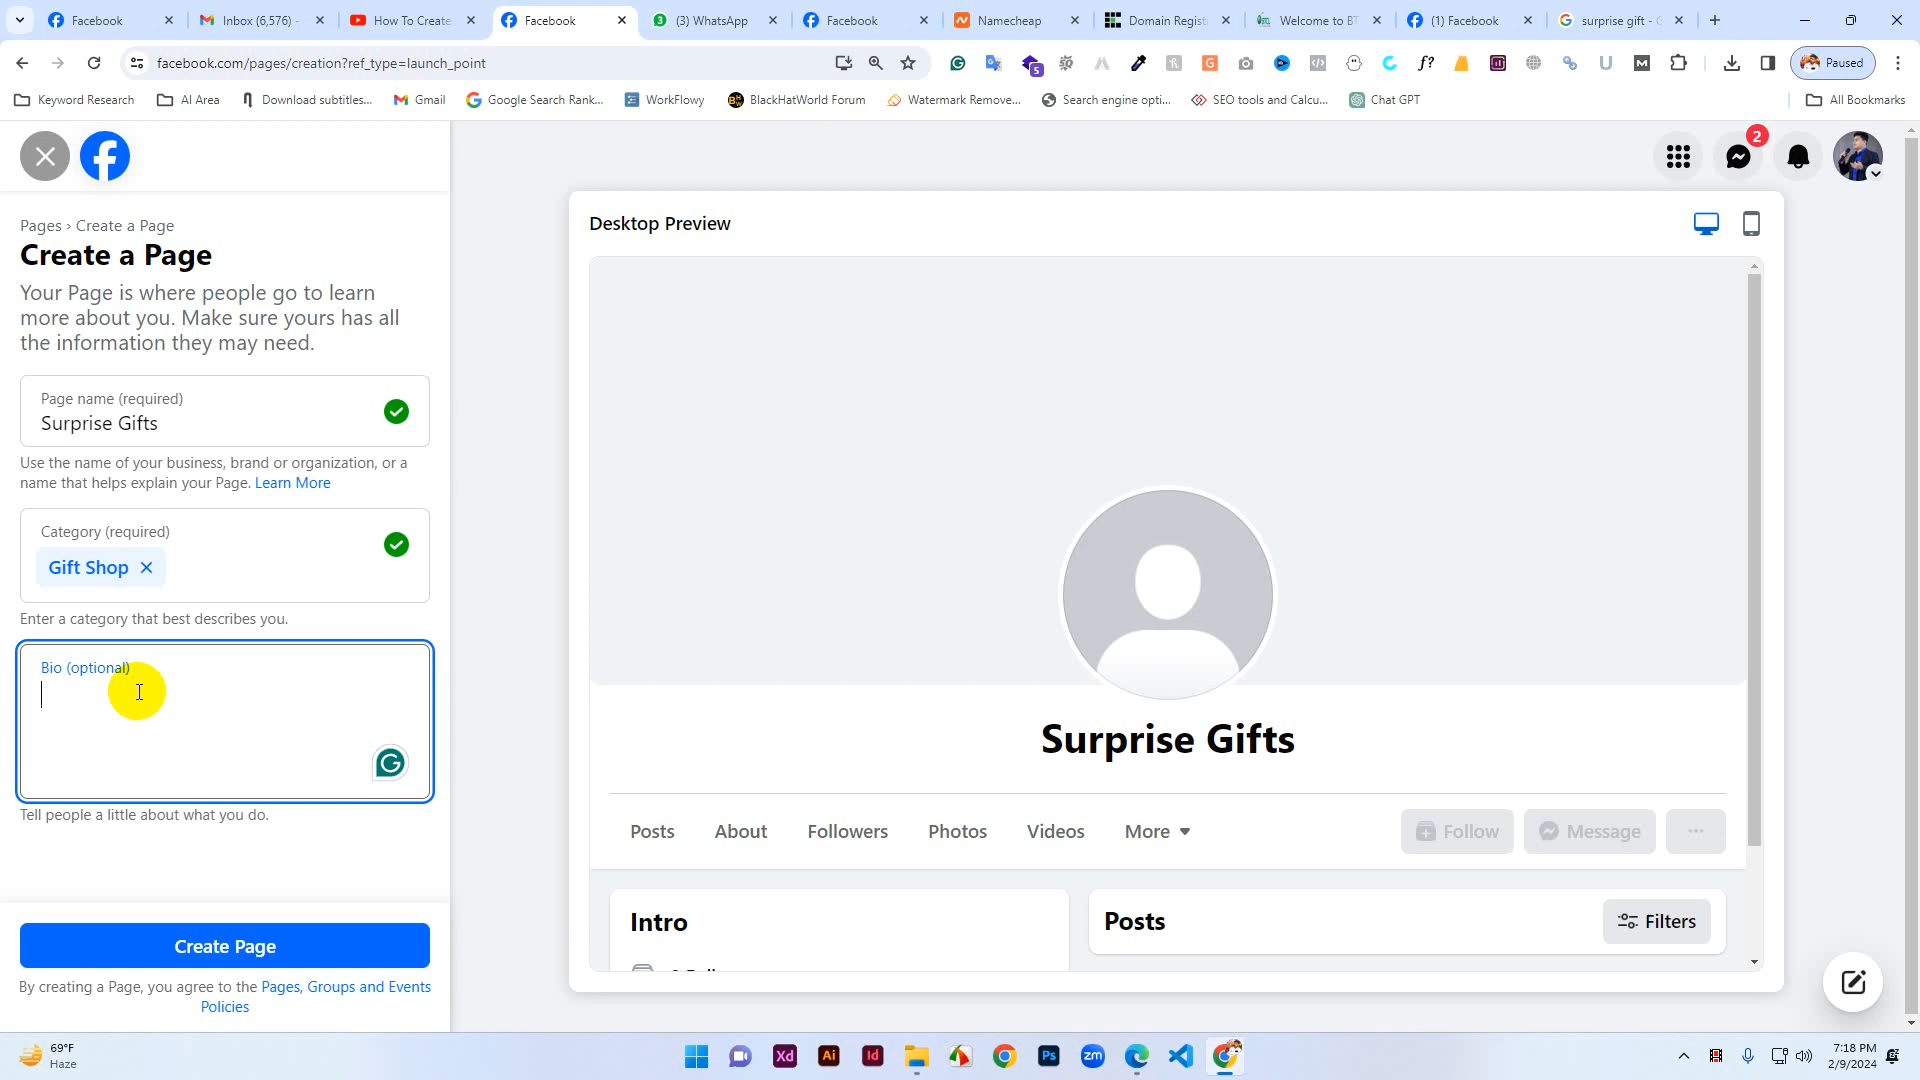 Facebook
Inbox (6,576) -
How To Create
Facebook
(3) WhatsApp
Facebook
Namecheap
Domain Regist
Welcome to BT
(1) Facebook
surprise gift -
facebook.com/pages/creation?ref_type=launch_point
Paused
Keyword Research
AI Area
Download subtitles...
Gmail
Google Search Rank...
WorkFlowy
BlackHatWorld Forum
Watermark Remove...
Search engine opti...
SEO tools and Calcu...
Chat GPT
All Bookmarks
2
Pages › Create a Page
Create a Page
Your Page is where people go to learn
more about you. Make sure yours has all
the information they may need.
Page name (required)
Surprise Gifts
Use the name of your business, brand or organization, or a
name that helps explain your Page. Learn More
Category (required)
Gift Shop
Enter a category that best describes you.
Bio (optional)
Tell people a little about what you do.
Create Page
By creating a Page, you agree to the Pages, Groups and Events
Policies
Desktop Preview
Surprise Gifts
Posts
About
Followers
Photos
Videos
More
Follow
Message
Intro
Posts
Filters
69°F
Haze
7:18 PM
2/9/2024